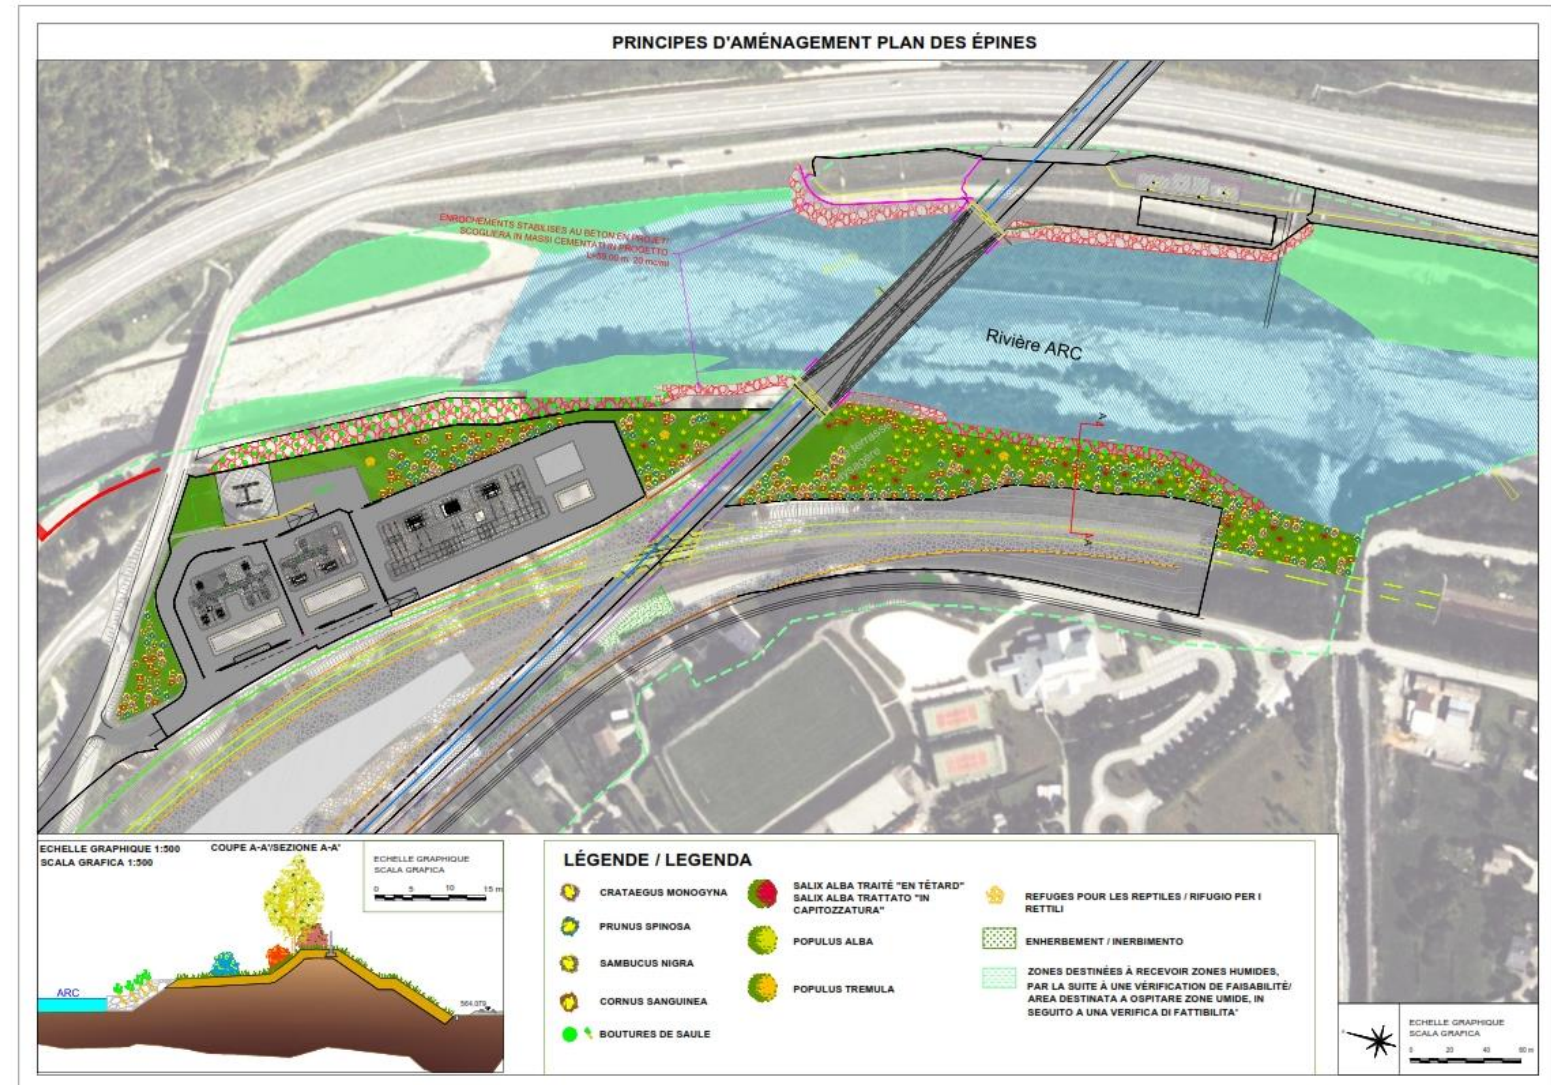 PRINCIPES D'AMÉNAGEMENT PLAN DES ÉPINES
ENROCHEMENTS STABILISES AU BETON EN PROJET/
SCOGLIERA IN MASSI CEMENTATI IN PROGETTO
Rivière ARC
A'
A'
terrasse
ECHELLE GRAPHIQUE 1:500
SCALA GRAFICA 1:500
COUPE A-A'/SEZIONE A-A'
ECHELLE GRAPHIQUE
SCALA GRAFICA
0 5 10 15 m
ARC
564.079
LÉGENDE / LEGENDA
CRATAEGUS MONOGYNA
PRUNUS SPINOSA
SAMBUCUS NIGRA
CORNUS SANGUINEA
BOUTURES DE SAULE
SALIX ALBA TRAITÉ "EN TÉTARD"
SALIX ALBA TRATTATO "IN
CAPITOZZATURA"
POPULUS ALBA
POPULUS TREMULA
REFUGES POUR LES REPTILES / RIFUGIO PER I
RETTILI
ENHERBEMENT / INERBIMENTO
ZONES DESTINÉES À RECEVOIR ZONES HUMIDES,
PAR LA SUITE À UNE VÉRIFICATION DE FAISABILITÉ/
AREA DESTINATA A OSPITARE ZONE UMIDE, IN
SEGUITO A UNA VERIFICA DI FATTIBILITA'
ECHELLE GRAPHIQUE
SCALA GRAFICA
0 20 40 60 m